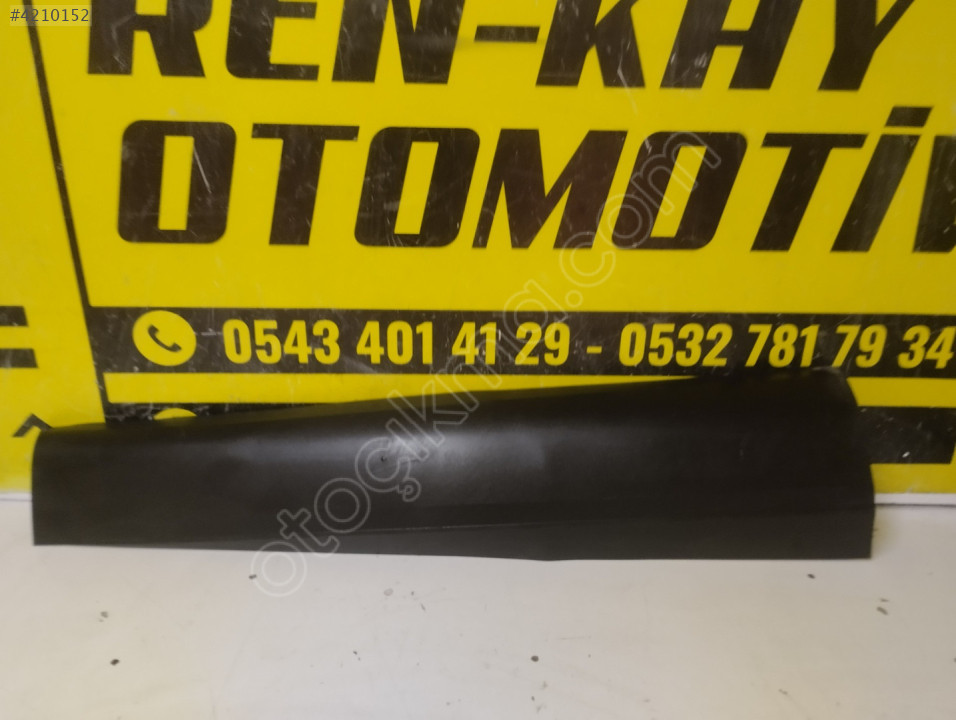 #4210152
REN-KAY
OTOMOTİV
0543 401 41 29 - 0532 781 79 34
otoçıkma.com